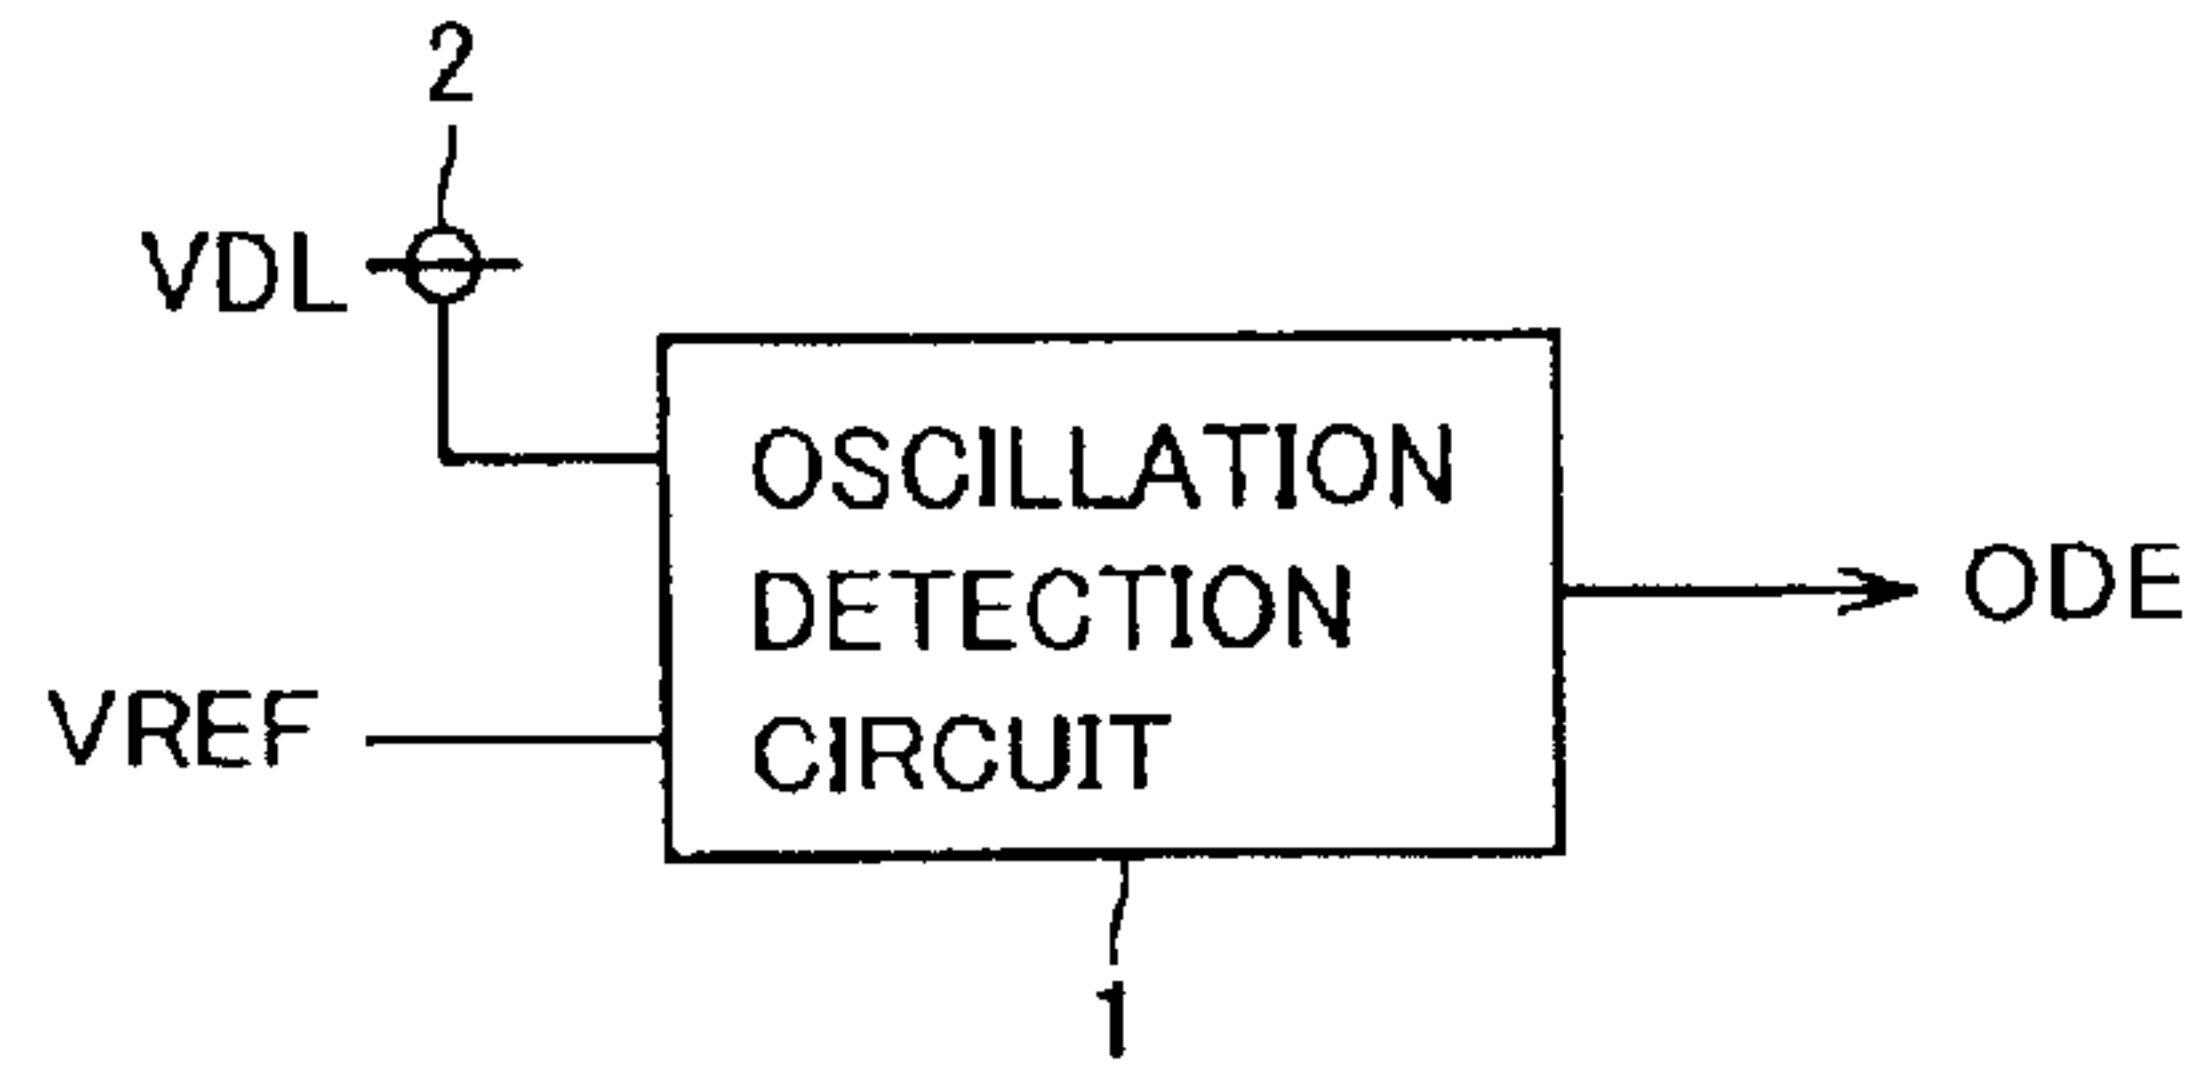 2
VDL
OSCILLATION
DETECTION
CIRCUIT
ODE
VREF
1